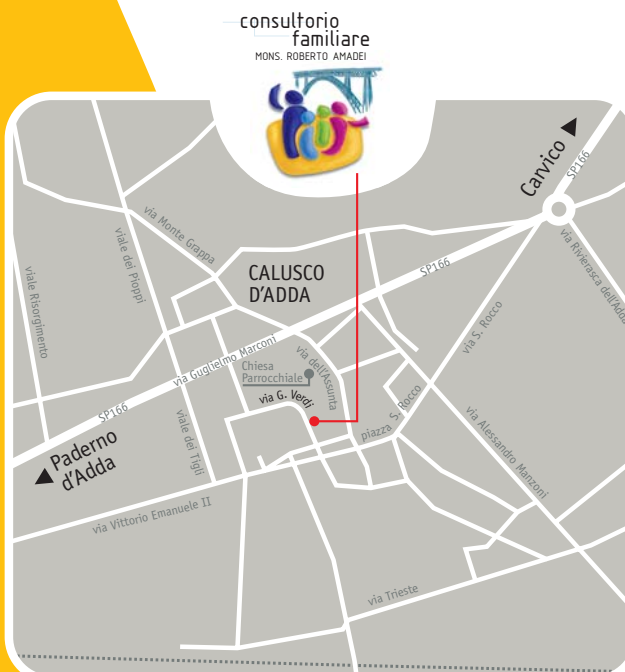 consultorio
familiare
MONS. ROBERTO AMADEI
Carvico
SP166
via Monte Grappa
viale dei Pioppi
via Rivierasca dell'Adda
viale Risorgimento
CALUSCO
D'ADDA
SP166
via S. Rocco
via Guglielmo Marconi
via dell'Assunta
Chiesa
Parrocchiale
via G. Verdi
SP166
viale dei Tigli
piazza S. Rocco
via Alessandro Manzoni
Paderno
d'Adda
via Vittorio Emanuele II
via Trieste